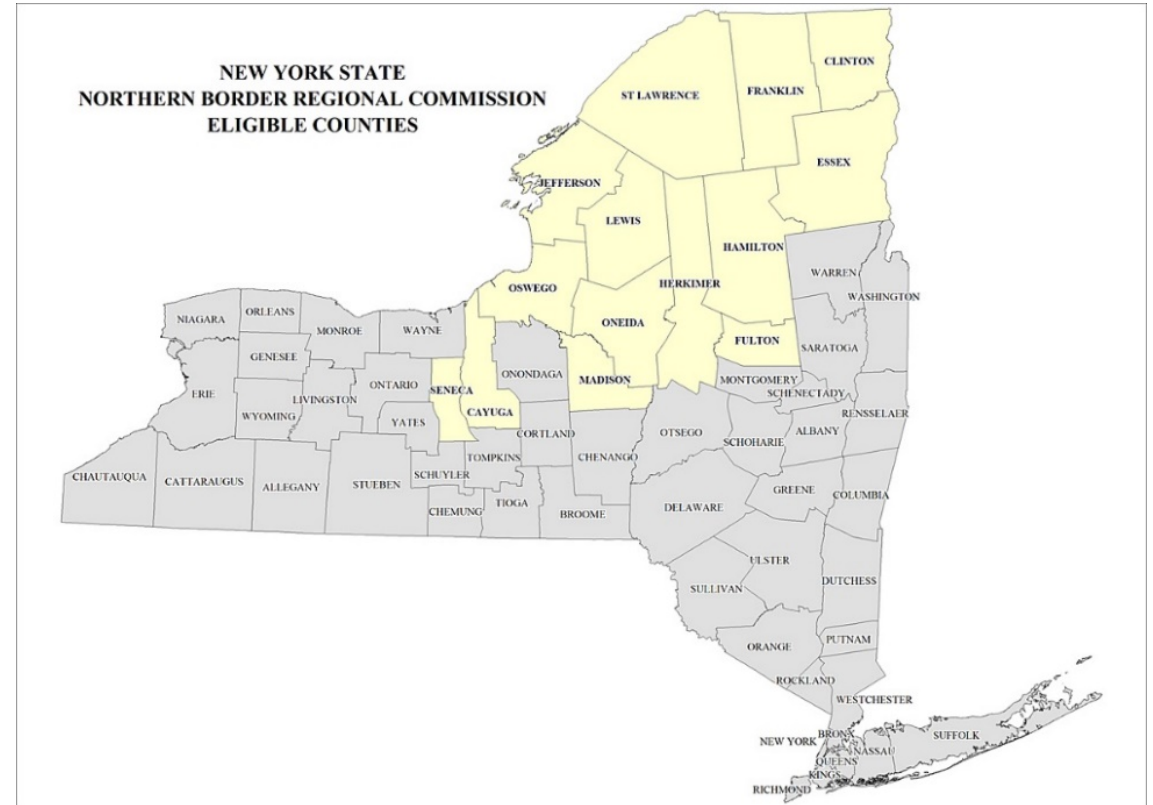 NEW YORK STATE
NORTHERN BORDER REGIONAL COMMISSION
ELIGIBLE COUNTIES
CLINTON
FRANKLIN
ST LAWRENCE
ESSEX
JEFFERSON
LEWIS
HAMILTON
WARREN
HERKIMER
OSWEGO
WASHINGTON
ORLEANS
NIAGARA
ONEIDA
MONROE
WAYNE
FULTON
SARATOGA
GENESEE
ONONDAGA
MADISON
MONTGOMERY
ONTARIO
SENECA
SCHENECTADY
ERIE
LIVINGSTON
CAYUGA
RENSSELAER
WYOMING
YATES
ALBANY
CORTLAND
OTSEGO
SCHOHARIE
TOMPKINS
CHENANGO
SCHUYLER
CHAUTAUQUA
CATTARAUGUS
STUEBEN
ALLEGANY
GREENE
COLUMBIA
TIOGA
DELAWARE
CHEMUNG
BROOME
ULSTER
DUTCHESS
SULLIVAN
PUTNAM
ORANGE
ROCKLAND
WESTCHESTER
BRONX
SUFFOLK
NEW YORK
NASSAU
QUEENS
KINGS
RICHMOND